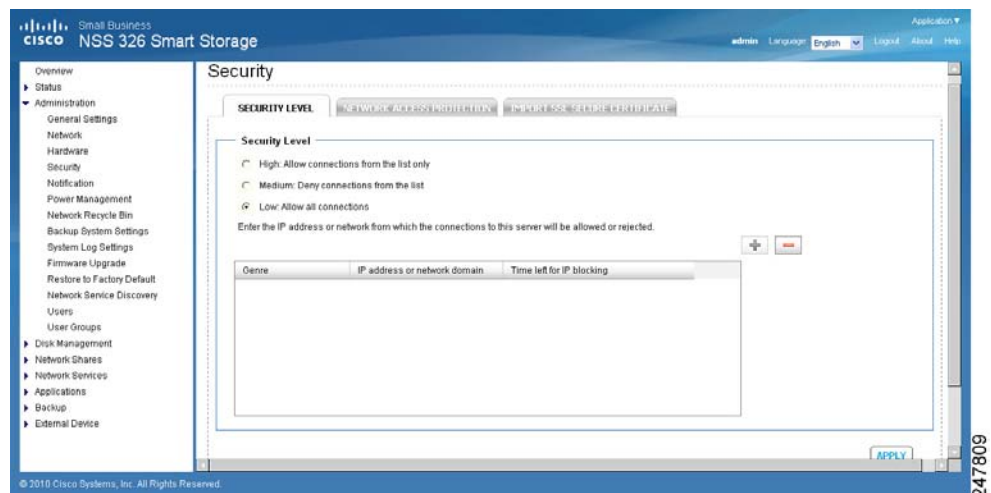 Small Business
cisco NSS 326 Smart Storage
Application
admin Language: English Logout About Help
Overview
Status
Administration
General Settings
Network
Hardware
Security
Notification
Power Management
Network Recycle Bin
Backup System Settings
System Log Settings
Firmware Upgrade
Restore to Factory Default
Network Service Discovery
Users
User Groups
Disk Management
Network Shares
Network Services
Applications
Backup
External Device
Security
SECURITY LEVEL NETWORK ACCESS PROTECTION IMPORT SSL SECURE CERTIFICATE
Security Level
High: Allow connections from the list only
Medium: Deny connections from the list
Low: Allow all connections
Enter the IP address or network from which the connections to this server will be allowed or rejected.
Genre IP address or network domain Time left for IP blocking
APPLY
© 2010 Cisco Systems, Inc. All Rights Reserved.
247809